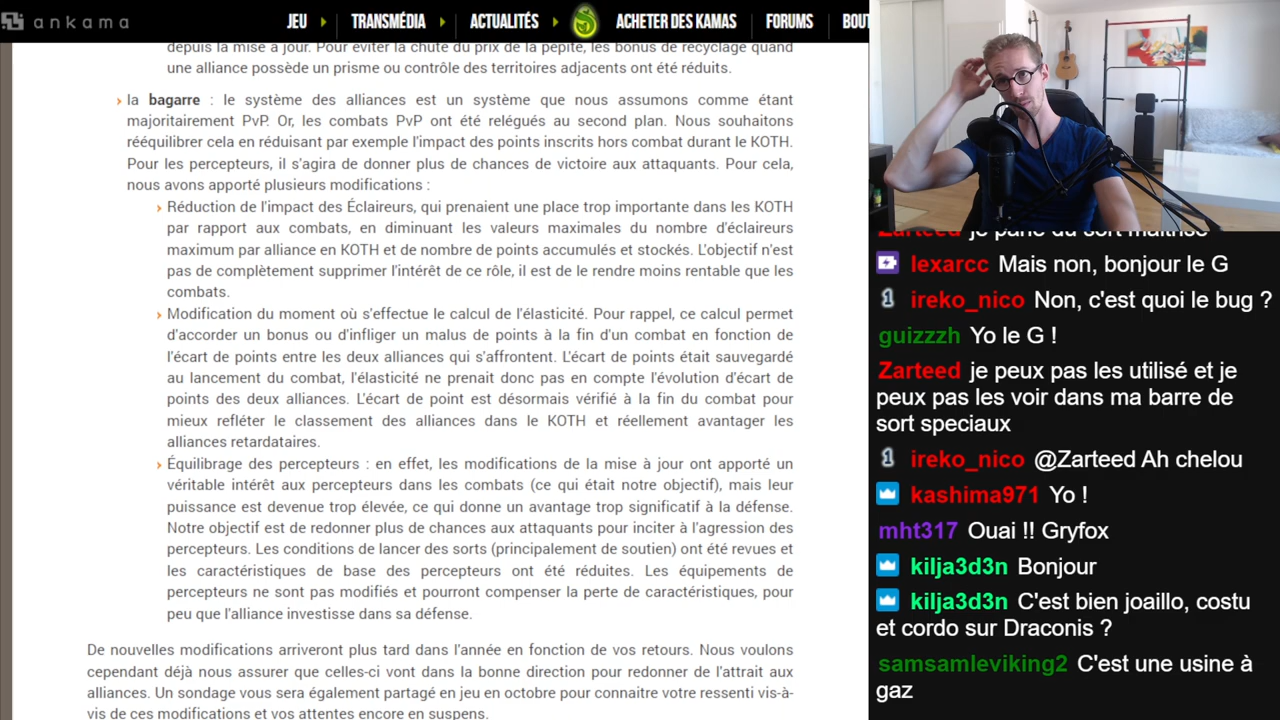 ankama
JEU
TRANSMÉDIA
ACTUALITÉS
ACHETER DES KAMAS
FORUMS
BOUT
depuis la mise à jour. Pour éviter la chute du prix de la pépite, les bonus de recyclage quand
une alliance possède un prisme ou contrôle des territoires adjacents ont été réduits.
la bagarre : le système des alliances est un système que nous assumons comme étant
majoritairement PvP. Or, les combats PvP ont été relégués au second plan. Nous souhaitons
rééquilibrer cela en réduisant par exemple l'impact des points inscrits hors combat durant le KOTH.
Pour les percepteurs, il s'agira de donner plus de chances de victoire aux attaquants. Pour cela,
nous avons apporté plusieurs modifications :
Réduction de l'impact des Éclaireurs, qui prenaient une place trop importante dans les KOTH
par rapport aux combats, en diminuant les valeurs maximales du nombre d'éclaireurs
maximum par alliance en KOTH et de nombre de points accumulés et stockés. L'objectif n'est
pas de complètement supprimer l'intérêt de ce rôle, il est de le rendre moins rentable que les
combats.
Modification du moment où s'effectue le calcul de l'élasticité. Pour rappel, ce calcul permet
d'accorder un bonus ou d'infliger un malus de points à la fin d'un combat en fonction de
l'écart de points entre les deux alliances qui s'affrontent. L'écart de points était sauvegardé
au lancement du combat, l'élasticité ne prenait donc pas en compte l'évolution d'écart de
points des deux alliances. L'écart de point est désormais vérifié à la fin du combat pour
mieux refléter le classement des alliances dans le KOTH et réellement avantager les
alliances retardataires.
Équilibrage des percepteurs : en effet, les modifications de la mise à jour ont apporté un
véritable intérêt aux percepteurs dans les combats (ce qui était notre objectif), mais leur
puissance est devenue trop élevée, ce qui donne un avantage trop significatif à la défense.
Notre objectif est de redonner plus de chances aux attaquants pour inciter à l'agression des
percepteurs. Les conditions de lancer des sorts (principalement de soutien) ont été revues et
les caractéristiques de base des percepteurs ont été réduites. Les équipements de
percepteurs ne sont pas modifiés et pourront compenser la perte de caractéristiques, pour
peu que l'alliance investisse dans sa défense.
De nouvelles modifications arriveront plus tard dans l'année en fonction de vos retours. Nous voulons
cependant déjà nous assurer que celles-ci vont dans la bonne direction pour redonner de l'attrait aux
alliances. Un sondage vous sera également partagé en jeu en octobre pour connaitre votre ressenti vis-à-
vis de ces modifications et vos attentes encore en suspens.
Zarteed je parle du sort maitrise
lexarcc Mais non, bonjour le G
1 ireko_nico Non, c'est quoi le bug ?
guizzzh Yo le G !
Zarteed je peux pas les utilisé et je
peux pas les voir dans ma barre de
sort speciaux
1 ireko_nico @Zarteed Ah chelou
kashima971 Yo !
mht317 Ouai !! Gryfox
kilja3d3n Bonjour
kilja3d3n C'est bien joaillo, costu
et cordo sur Draconis ?
samsamleviking2 C'est une usine à
gaz